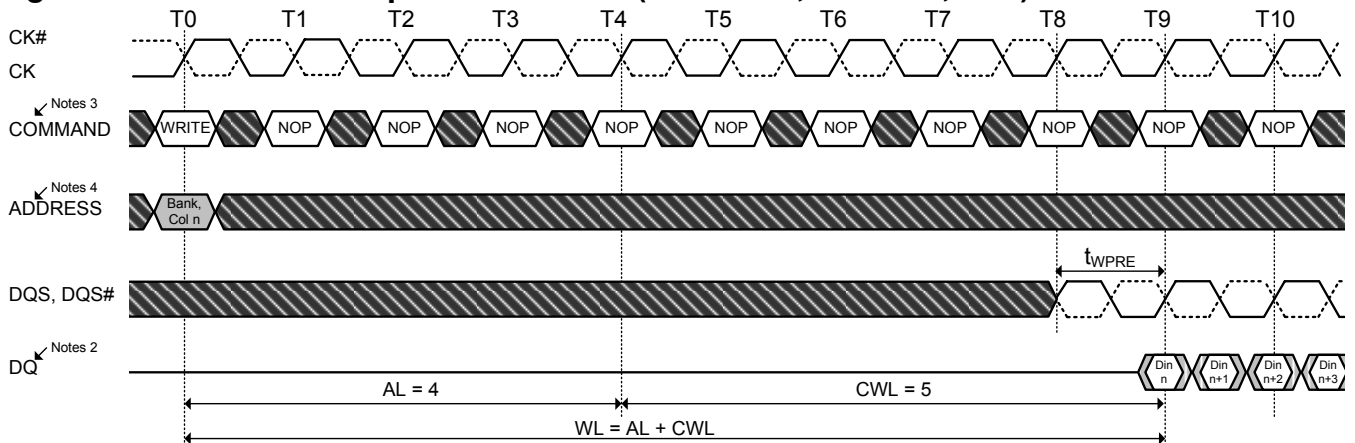 T0 T1 T2 T3 T4 T5 T6 T7 T8 T9 T10
CK#
CK
Notes 3
COMMAND WRITE NOP NOP NOP NOP NOP NOP NOP NOP NOP NOP
Notes 4
ADDRESS
Bank,
Col n
tWPRE
DQS, DQS#
Notes 2
DQ
Din n
Din n+1
Din n+2
Din n+3
AL = 4 CWL = 5
WL = AL + CWL